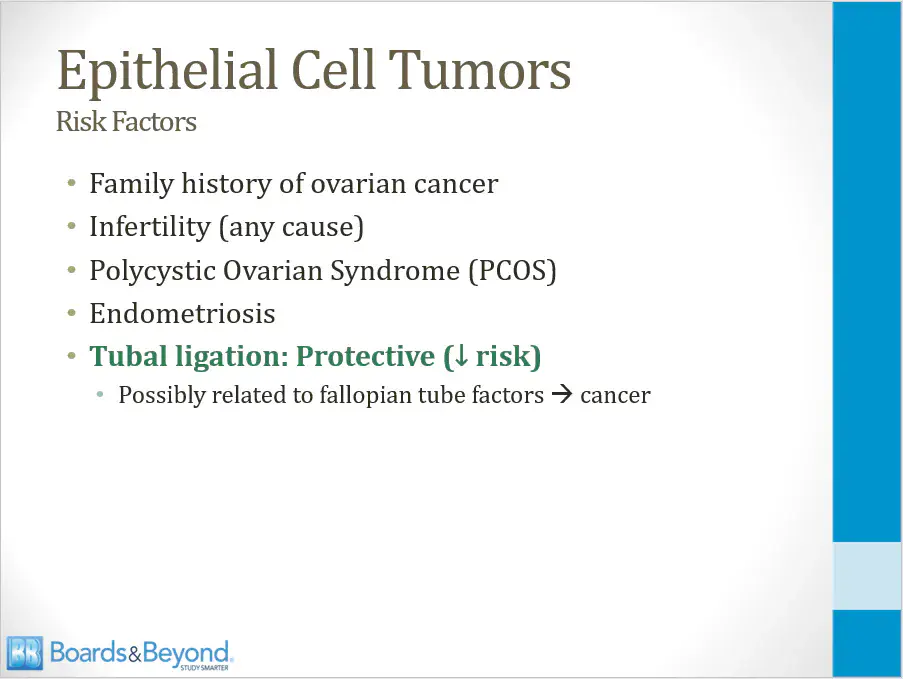 Epithelial Cell Tumors
Risk Factors
• Family history of ovarian cancer
• Infertility (any cause)
• Polycystic Ovarian Syndrome (PCOS)
• Endometriosis
• Tubal ligation: Protective (↓ risk)
• Possibly related to fallopian tube factors → cancer
BB Boards&Beyond.
STUDY SMARTER